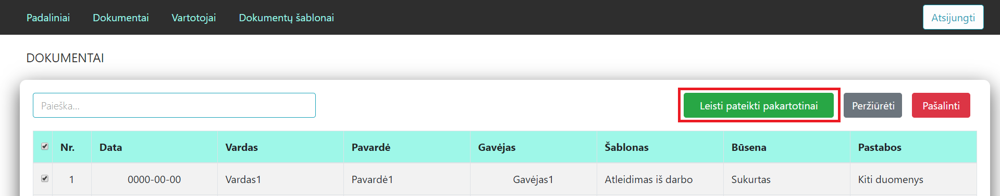 Padaliniai Dokumentai Vartotojai Dokumentų šablonai Atsijungti
DOKUMENTAI
Paieška... Leisti pateikti pakartotinai Peržiūrėti Pašalinti
Nr. Data Vardas Pavardė Gavėjas Šablonas Būsena Pastabos
1 0000-00-00 Vardas1 Pavardė1 Gavėjas1 Atleidimas iš darbo Sukurtas Kiti duomenys